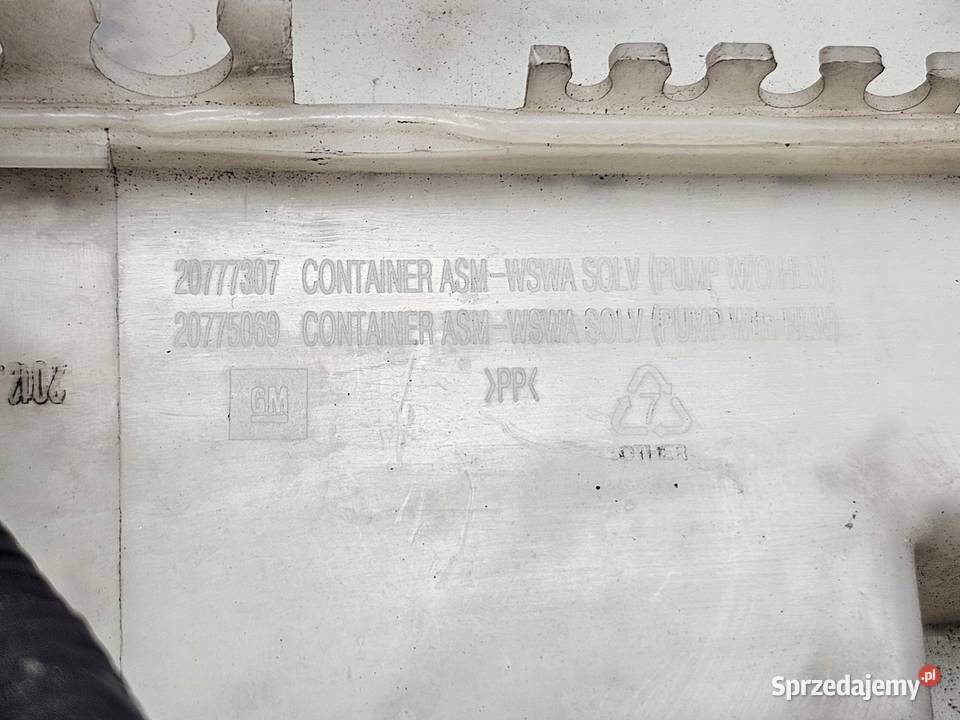 20777307 CONTAINER ASM-WSWA SOLV (PUMP W/O HLW)
20775069 CONTAINER ASM-WSWA SOLV (PUMP With HLW)
GM
>PP<
7
OTHER
Sprzedajemy.pl